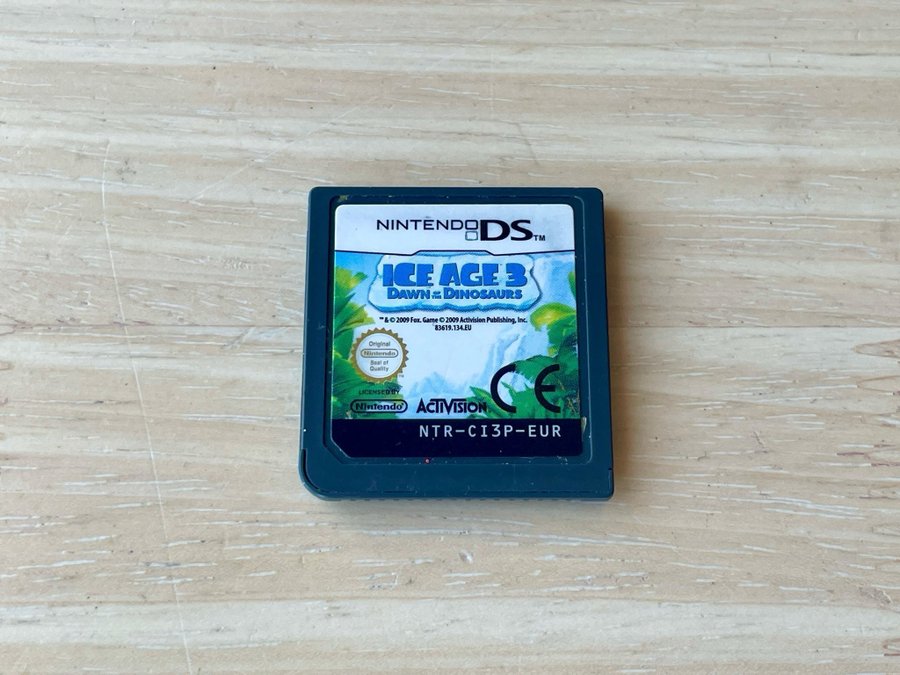 NINTENDO DS™
ICE AGE 3
DAWN OF THE DINOSAURS
™ & © 2009 Fox. Game © 2009 Activision Publishing, Inc.
83619.134.EU
Original
Nintendo
Seal of
Quality
™
LICENSED BY
Nintendo®
ACTIVISION
CE
NTR-CI3P-EUR